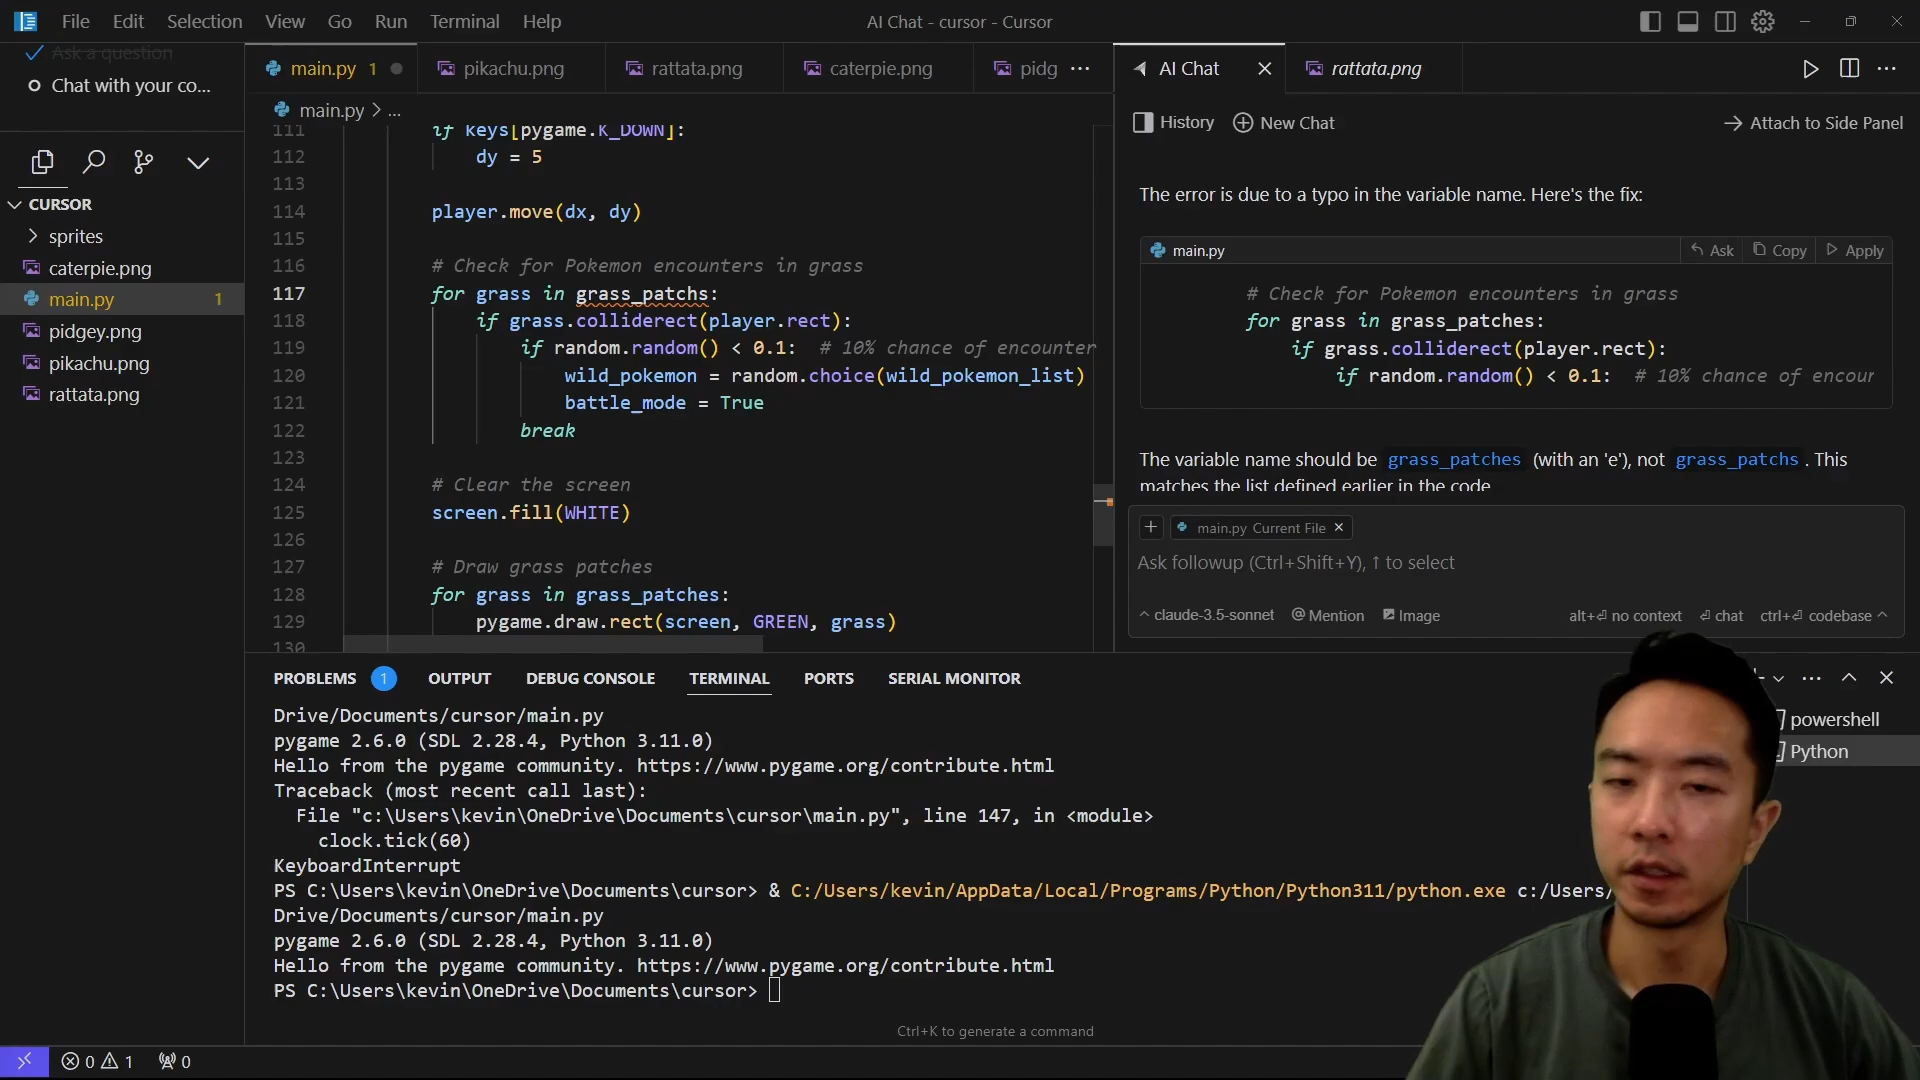 File Edit Selection View Go Run Terminal Help
AI Chat - cursor - Cursor
Ask a question
Chat with your co...
CURSOR
sprites
caterpie.png
main.py 1
pidgey.png
pikachu.png
rattata.png
main.py 1
pikachu.png
rattata.png
caterpie.png
pidg
main.py > ...
111 if keys[pygame.K_DOWN]:
112 dy = 5
113
114 player.move(dx, dy)
115
116 # Check for Pokemon encounters in grass
117 for grass in grass_patchs:
118 if grass.colliderect(player.rect):
119 if random.random() < 0.1: # 10% chance of encounter
120 wild_pokemon = random.choice(wild_pokemon_list)
121 battle_mode = True
122 break
123
124 # Clear the screen
125 screen.fill(WHITE)
126
127 # Draw grass patches
128 for grass in grass_patches:
129 pygame.draw.rect(screen, GREEN, grass)
130
AI Chat
rattata.png
History
New Chat
Attach to Side Panel
The error is due to a typo in the variable name. Here's the fix:
main.py
Ask
Copy
Apply
# Check for Pokemon encounters in grass
for grass in grass_patches:
if grass.colliderect(player.rect):
if random.random() < 0.1: # 10% chance of encour
The variable name should be grass_patches (with an 'e'), not grass_patchs . This
matches the list defined earlier in the code
main.py Current File
Ask followup (Ctrl+Shift+Y), ↑ to select
claude-3.5-sonnet
@ Mention
Image
alt+⏎ no context
⏎ chat
ctrl+⏎ codebase
PROBLEMS 1
OUTPUT
DEBUG CONSOLE
TERMINAL
PORTS
SERIAL MONITOR
powershell
Python
Drive/Documents/cursor/main.py
pygame 2.6.0 (SDL 2.28.4, Python 3.11.0)
Hello from the pygame community. https://www.pygame.org/contribute.html
Traceback (most recent call last):
File "c:\Users\kevin\OneDrive\Documents\cursor\main.py", line 147, in <module>
clock.tick(60)
KeyboardInterrupt
PS C:\Users\kevin\OneDrive\Documents\cursor> & C:/Users/kevin/AppData/Local/Programs/Python/Python311/python.exe c:/Users/
Drive/Documents/cursor/main.py
pygame 2.6.0 (SDL 2.28.4, Python 3.11.0)
Hello from the pygame community. https://www.pygame.org/contribute.html
PS C:\Users\kevin\OneDrive\Documents\cursor>
Ctrl+K to generate a command
0 1 0